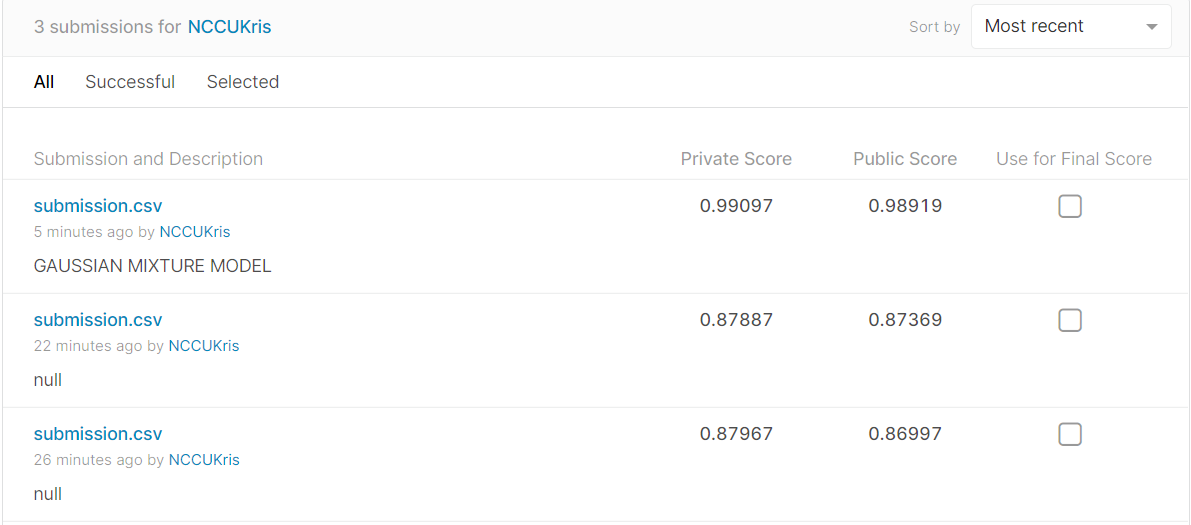 3 submissions for NCCUKris Sort by Most recent
All Successful Selected
Submission and Description Private Score Public Score Use for Final Score
submission.csv 0.99097 0.98919
5 minutes ago by NCCUKris
GAUSSIAN MIXTURE MODEL
submission.csv 0.87887 0.87369
22 minutes ago by NCCUKris
null
submission.csv 0.87967 0.86997
26 minutes ago by NCCUKris
null